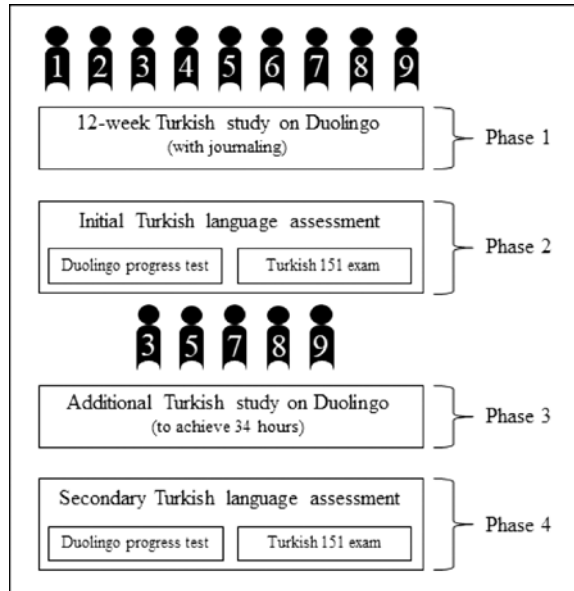 1 2 3 4 5 6 7 8 9
12-week Turkish study on Duolingo
(with journaling)
Phase 1
Initial Turkish language assessment
Duolingo progress test
Turkish 151 exam
Phase 2
3 5 7 8 9
Additional Turkish study on Duolingo
(to achieve 34 hours)
Phase 3
Secondary Turkish language assessment
Duolingo progress test
Turkish 151 exam
Phase 4